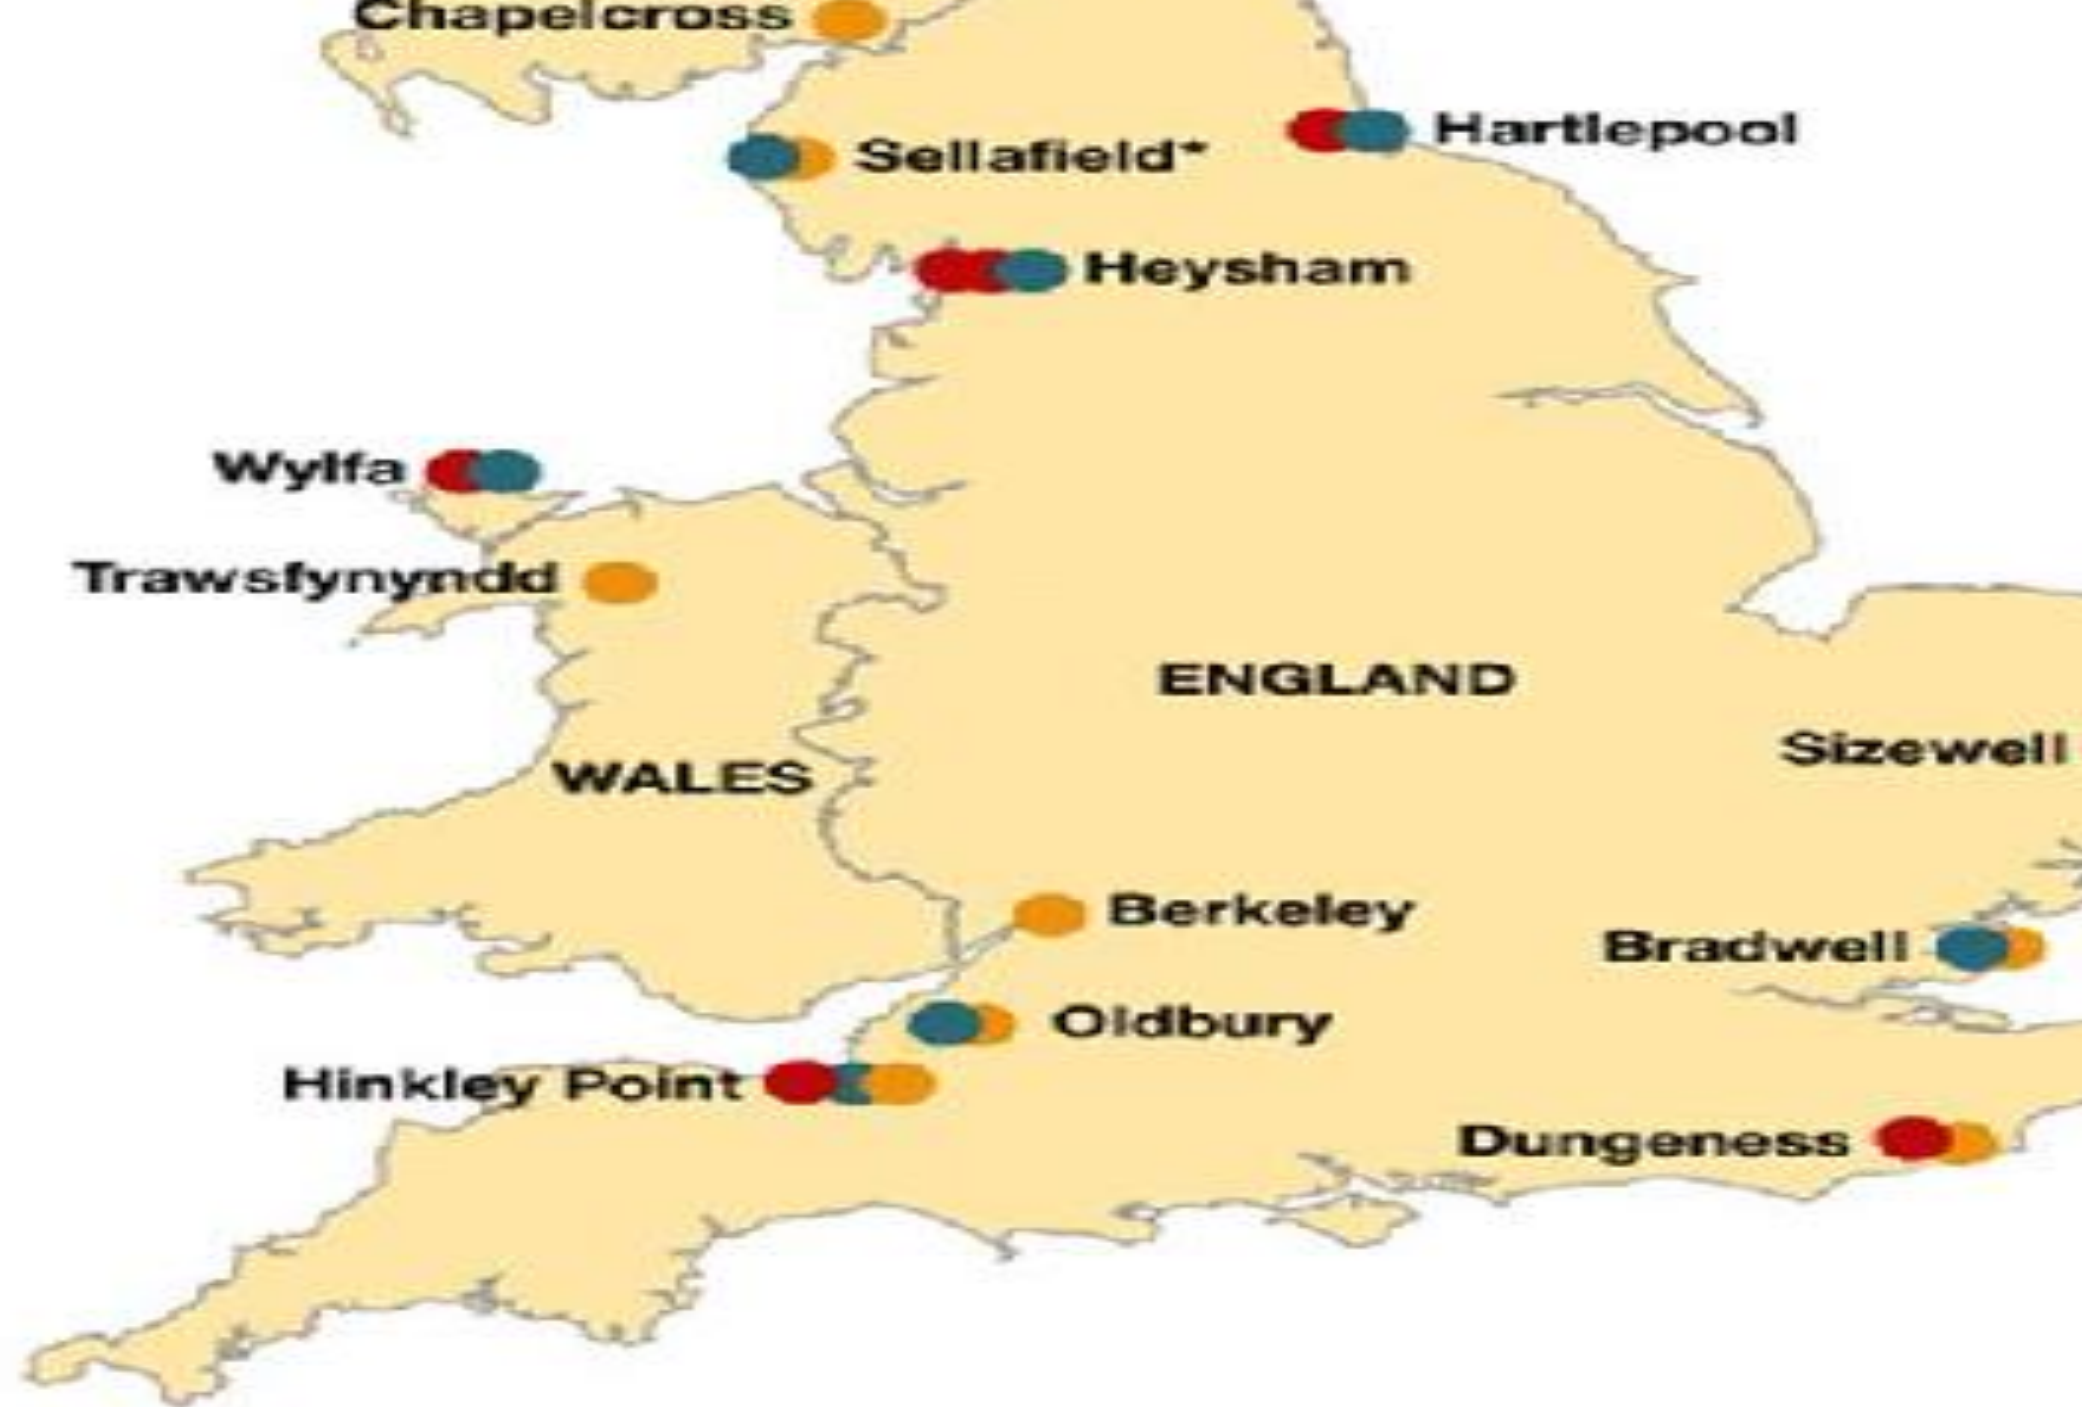 Chapelcross
Hartlepool
Sellafield*
Heysham
Wylfa
Trawsfynyndd
ENGLAND
Sizewell
WALES
Berkeley
Bradwell
Oldbury
Hinkley Point
Dungeness